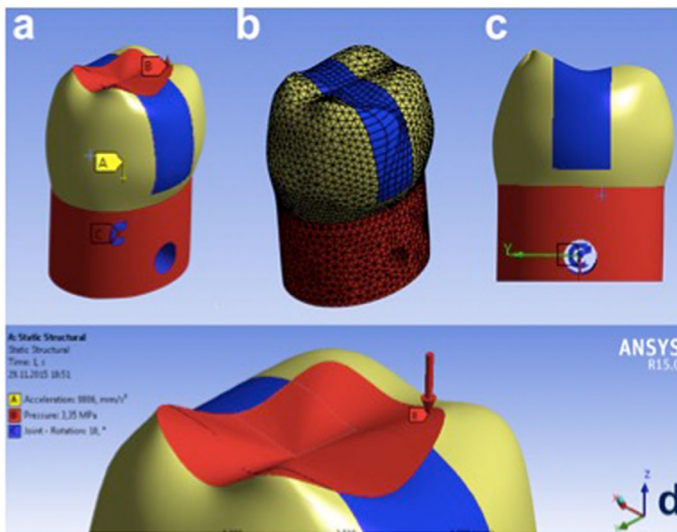 a
b
c
B
A
C
Y
A: Static Structural
Static Structural
Time: 1, s
29.11.2015 18:51
A Acceleration: 9806, mm/s²
B Pressure: 3,35 MPa
C Joint - Rotation: 10, °
ANSYS
R15.0
B
Z
d